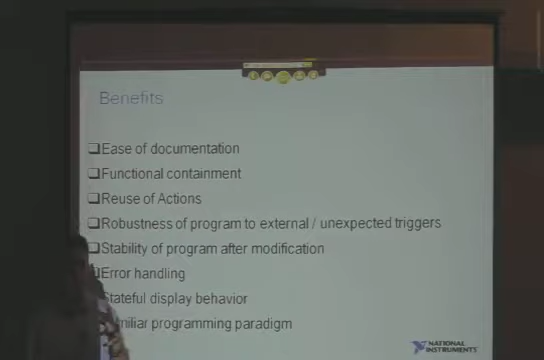 Benefits
Ease of documentation
Functional containment
Reuse of Actions
Robustness of program to external / unexpected triggers
Stability of program after modification
Error handling
Stateful display behavior
miliar programming paradigm
NATIONAL
INSTRUMENTS